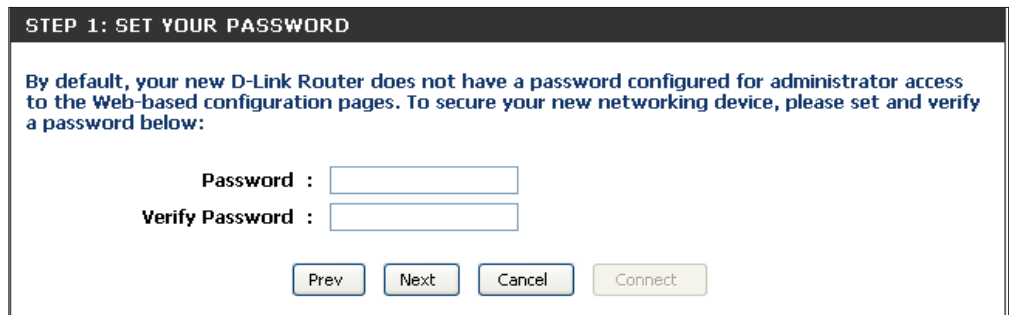 STEP 1: SET YOUR PASSWORD
By default, your new D-Link Router does not have a password configured for administrator access
to the Web-based configuration pages. To secure your new networking device, please set and verify
a password below:
Password :
Verify Password :
Prev Next Cancel Connect